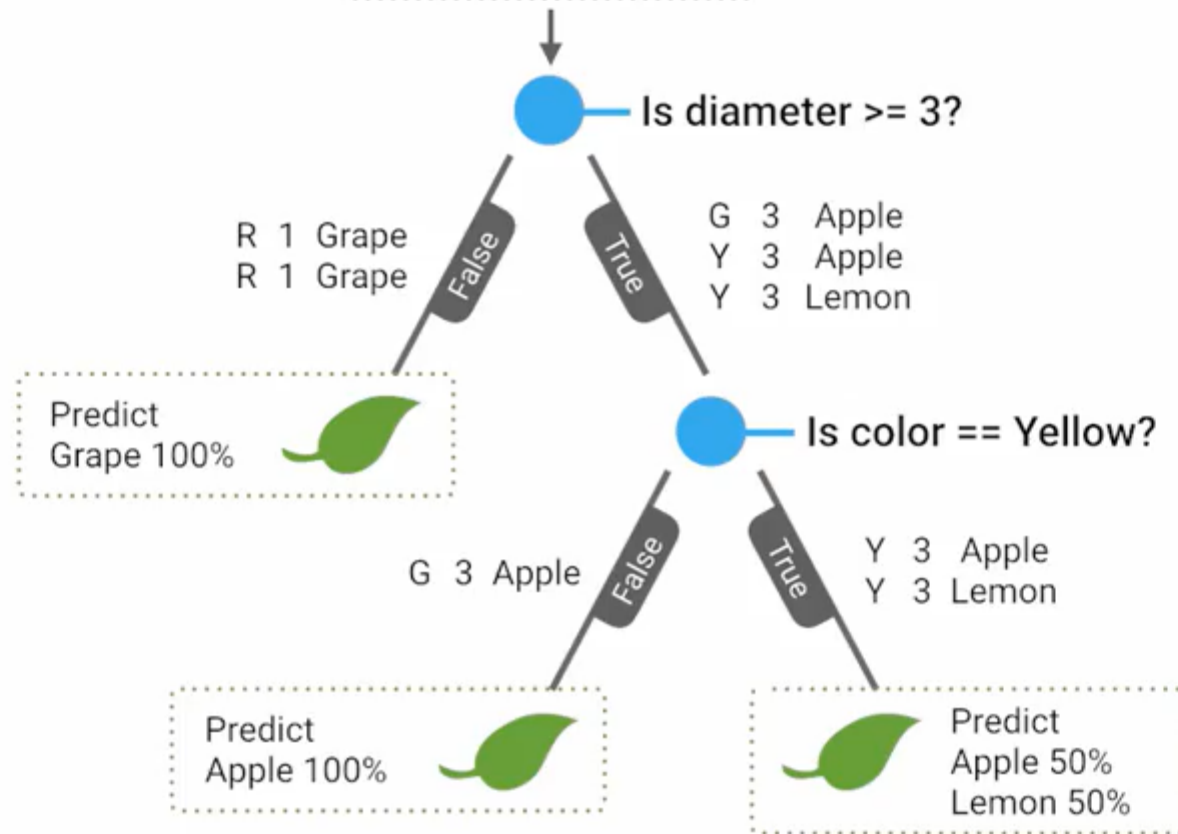 Is diameter >= 3?
R 1 Grape
R 1 Grape
False
True
G 3 Apple
Y 3 Apple
Y 3 Lemon
Predict
Grape 100%
Is color == Yellow?
G 3 Apple
False
True
Y 3 Apple
Y 3 Lemon
Predict
Apple 100%
Predict
Apple 50%
Lemon 50%